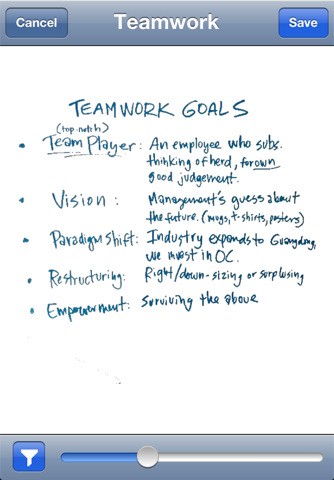 Cancel Teamwork Save
TEAMWORK GOALS
(top-notch)
• Team Player: An employee who subs.
thinking of herd, for own
good judgement.
• Vision: Management's guess about
the future. (mugs, t-shirts, posters)
• Paradigm Shift: Industry expands to Guangdong,
we invest in OC.
• Restructuring: Right/down-sizing or surplusing
• Empowerment: Surviving the above